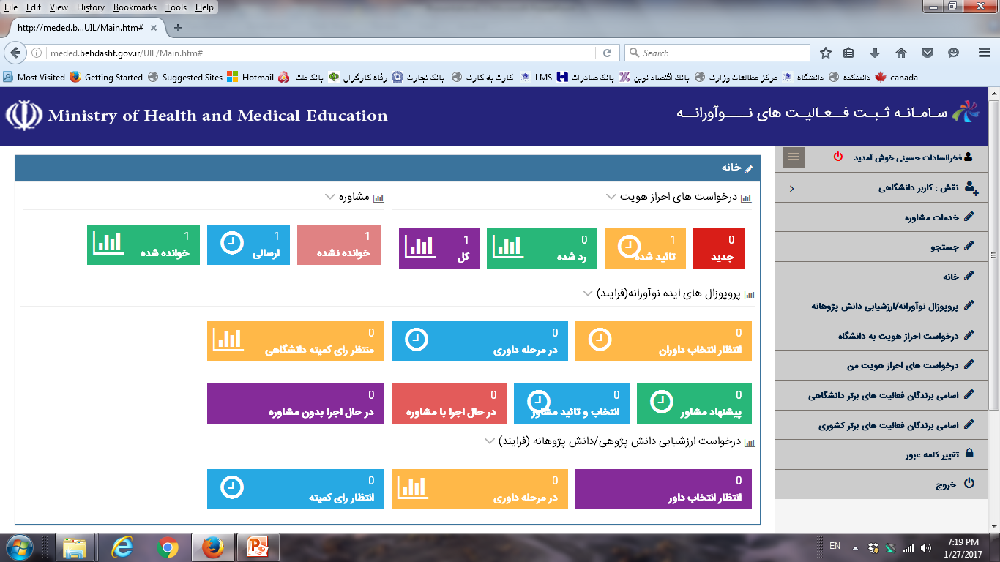 File Edit View History Bookmarks Tools Help
http://meded.b...UIL/Main.htm#
meded.behdasht.gov.ir/UIL/Main.htm#
Search
Most Visited Getting Started Suggested Sites Hotmail بانک ملت رفاه کارگران بانک تجارت کارت به کارت LMS بانک صادرات بانك اقتصاد نوين مرکز مطالعات وزارت دانشگاه دانشکده canada
Ministry of Health and Medical Education
سـامـانـه ثـبـت فـعـالیـت های نــــوآورانــه
فخرالسادات حسینی خوش آمدید
نقش : کاربر دانشگاهی
خدمات مشاوره
جستجو
خانه
پروپوزال نوآورانه/ارزشیابی دانش پژوهانه
درخواست احراز هویت به دانشگاه
درخواست های احراز هویت من
اسامی برندگان فعالیت های برتر دانشگاهی
اسامی برندگان فعالیت های برتر کشوری
تغییر کلمه عبور
خروج
خانه
درخواست های احراز هویت
0
جدید
1
تائید شده
0
رد شده
1
کل
مشاوره
1
خوانده نشده
1
ارسالی
1
خوانده شده
پروپوزال های ایده نوآورانه(فرایند)
0
انتظار انتخاب داوران
0
در مرحله داوری
0
منتظر رای کمیته دانشگاهی
0
پیشنهاد مشاور
0
انتخاب و تائید مشاور
0
در حال اجرا با مشاوره
0
در حال اجرا بدون مشاوره
درخواست ارزشیابی دانش پژوهی/دانش پژوهانه (فرایند)
0
انتظار انتخاب داور
0
در مرحله داوری
0
انتظار رای کمیته
EN
7:19 PM
1/27/2017